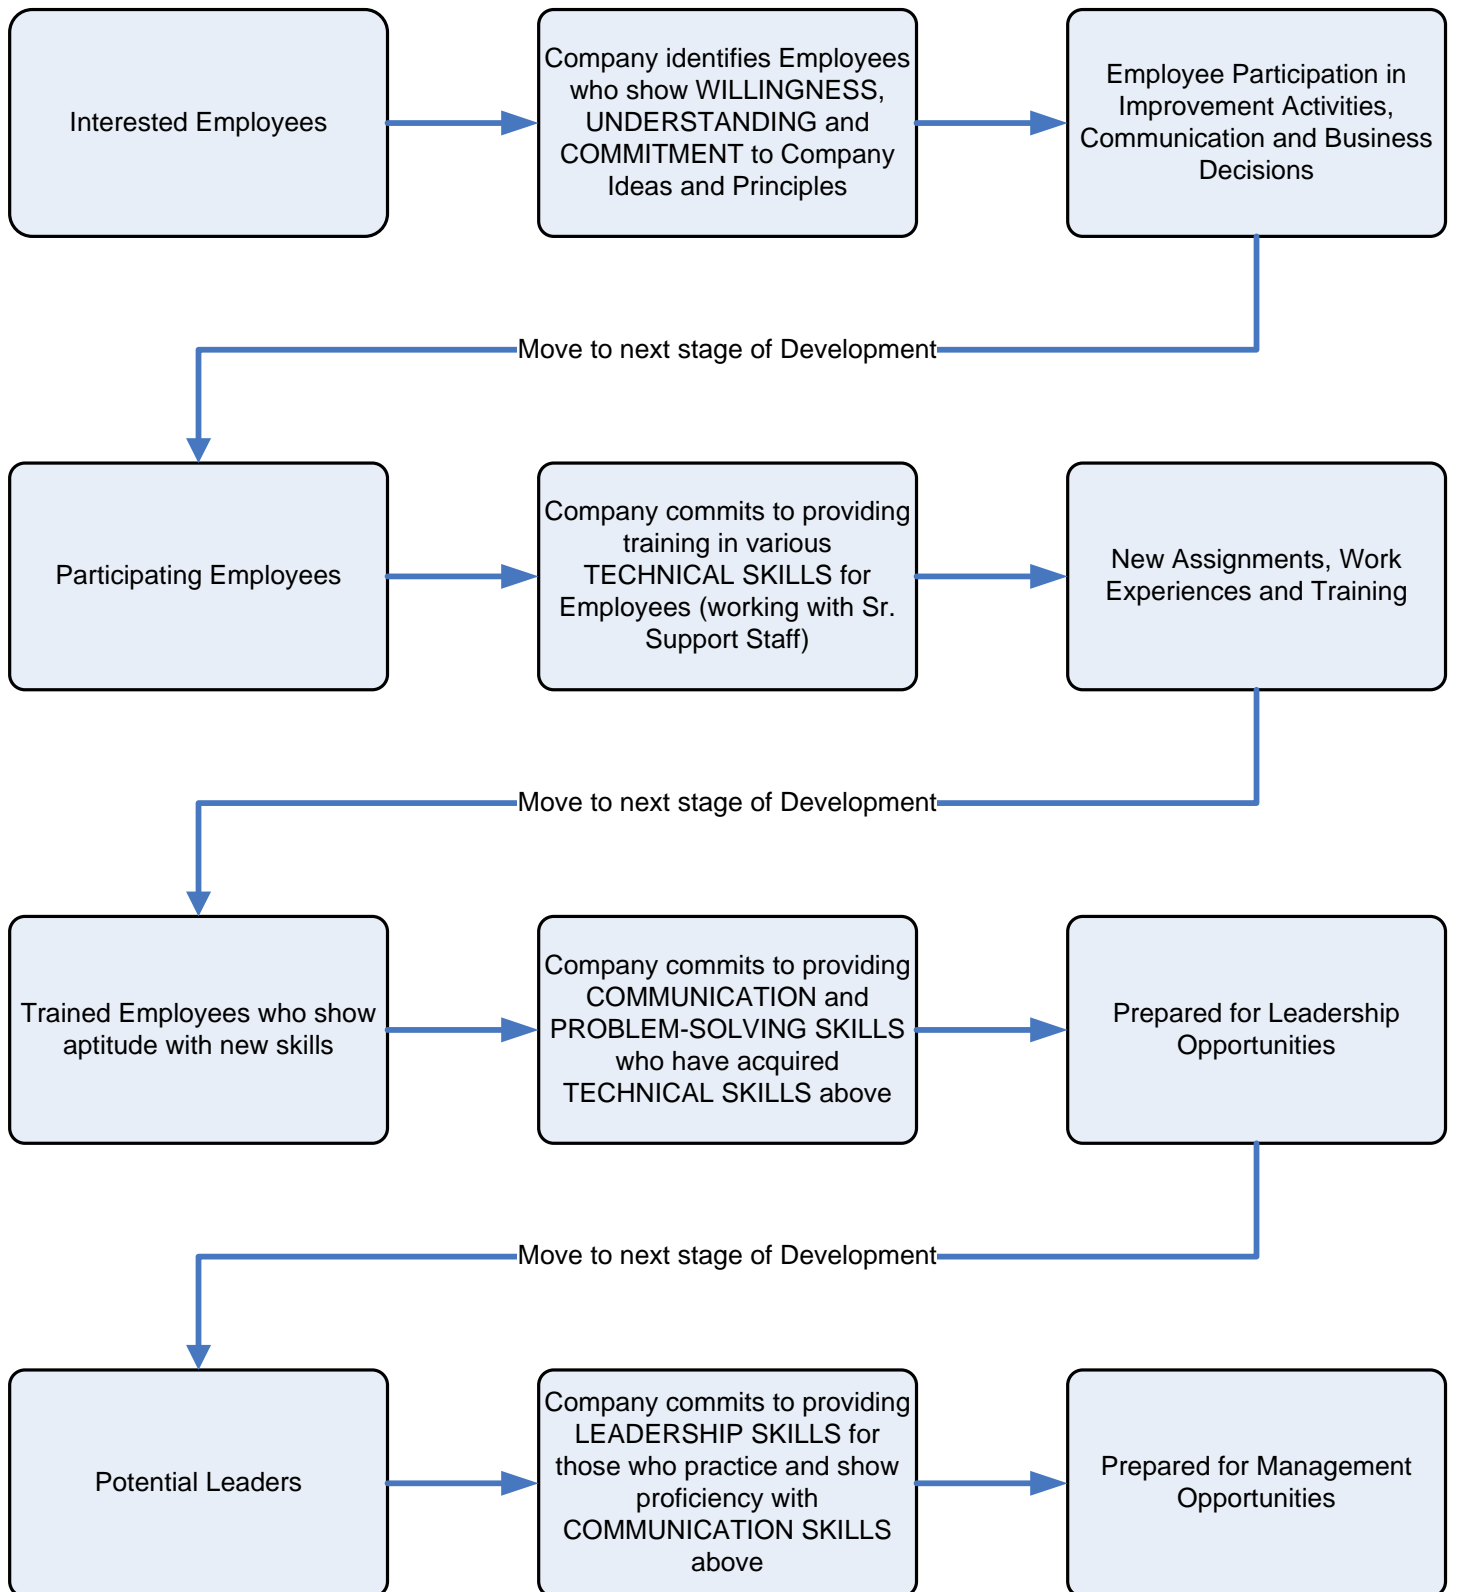 Interested Employees
Company identifies Employees
who show WILLINGNESS,
UNDERSTANDING and
COMMITMENT to Company
Ideas and Principles
Employee Participation in
Improvement Activities,
Communication and Business
Decisions
Move to next stage of Development
Participating Employees
Company commits to providing
training in various
TECHNICAL SKILLS for
Employees (working with Sr.
Support Staff)
New Assignments, Work
Experiences and Training
Move to next stage of Development
Trained Employees who show
aptitude with new skills
Company commits to providing
COMMUNICATION and
PROBLEM-SOLVING SKILLS
who have acquired
TECHNICAL SKILLS above
Prepared for Leadership
Opportunities
Move to next stage of Development
Potential Leaders
Company commits to providing
LEADERSHIP SKILLS for
those who practice and show
proficiency with
COMMUNICATION SKILLS
above
Prepared for Management
Opportunities